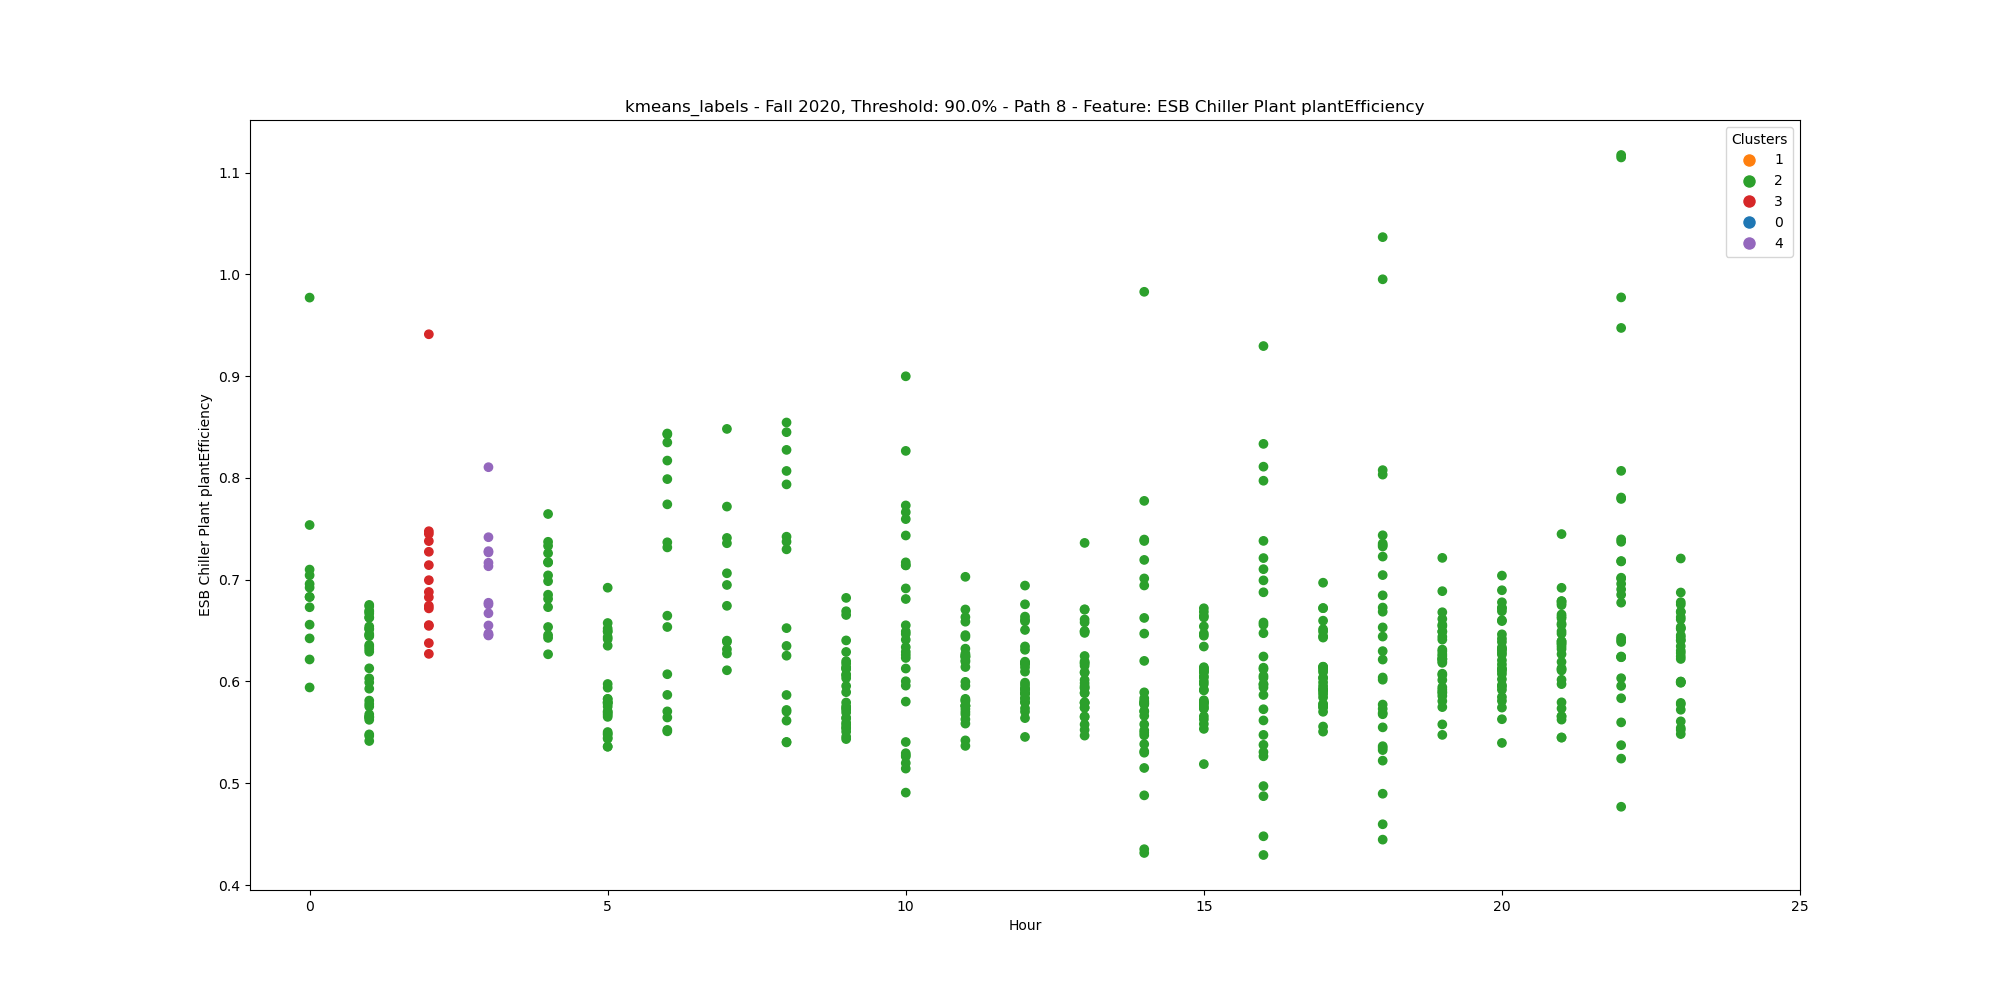 kmeans_labels - Fall 2020, Threshold: 90.0% - Path 8 - Feature: ESB Chiller Plant plantEfficiency
Clusters
1
2
3
0
4
ESB Chiller Plant plantEfficiency
1.1
1.0
0.9
0.8
0.7
0.6
0.5
0.4
0 5 10 15 20 25
Hour